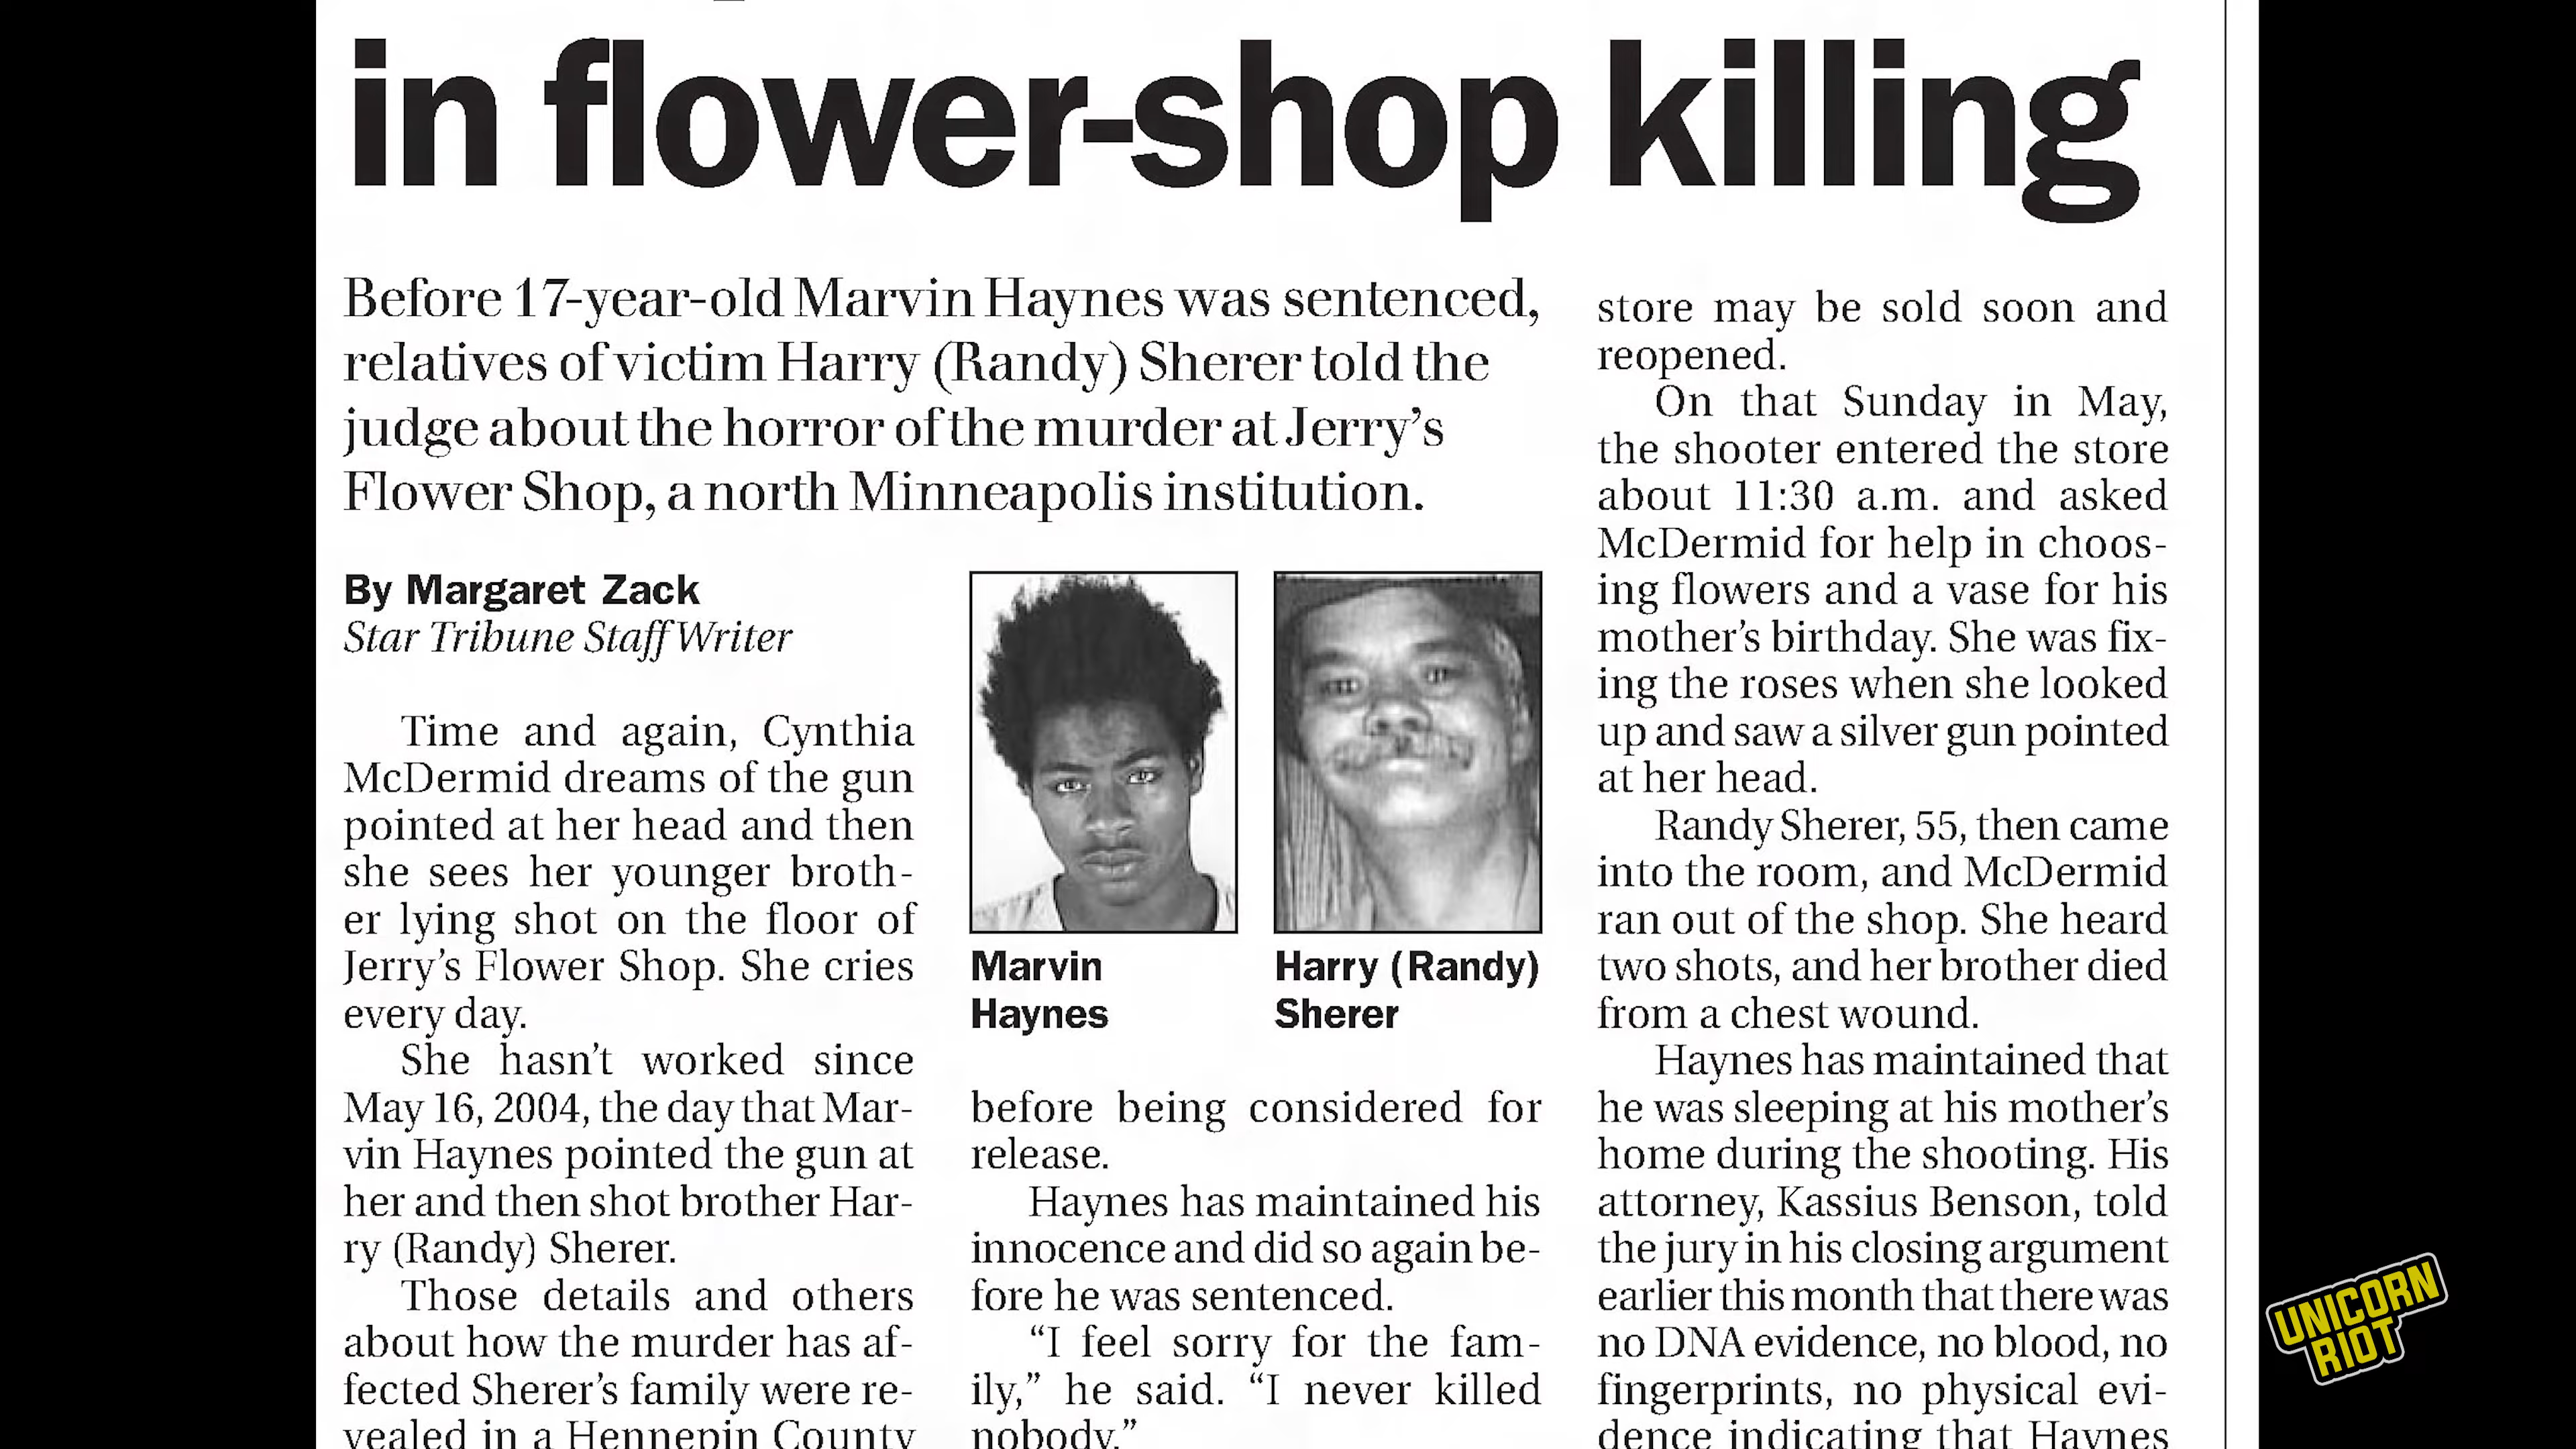 in flower-shop killing
Before 17-year-old Marvin Haynes was sentenced,
relatives of victim Harry (Randy) Sherer told the
judge about the horror of the murder at Jerry's
Flower Shop, a north Minneapolis institution.
By Margaret Zack
Star Tribune Staff Writer
Time and again, Cynthia
McDermid dreams of the gun
pointed at her head and then
she sees her younger broth-
er lying shot on the floor of
Jerry's Flower Shop. She cries
every day.
She hasn't worked since
May 16, 2004, the day that Mar-
vin Haynes pointed the gun at
her and then shot brother Har-
ry (Randy) Sherer.
Those details and others
about how the murder has af-
fected Sherer's family were re-
vealed in a Hennepin County
Marvin
Haynes
Harry (Randy)
Sherer
before being considered for
release.
Haynes has maintained his
innocence and did so again be-
fore he was sentenced.
"I feel sorry for the fam-
ily," he said. "I never killed
nobody."
store may be sold soon and
reopened.
On that Sunday in May,
the shooter entered the store
about 11:30 a.m. and asked
McDermid for help in choos-
ing flowers and a vase for his
mother's birthday. She was fix-
ing the roses when she looked
up and saw a silver gun pointed
at her head.
Randy Sherer, 55, then came
into the room, and McDermid
ran out of the shop. She heard
two shots, and her brother died
from a chest wound.
Haynes has maintained that
he was sleeping at his mother's
home during the shooting. His
attorney, Kassius Benson, told
the jury in his closing argument
earlier this month that there was
no DNA evidence, no blood, no
fingerprints, no physical evi-
dence indicating that Haynes
UNICORN
RIOT